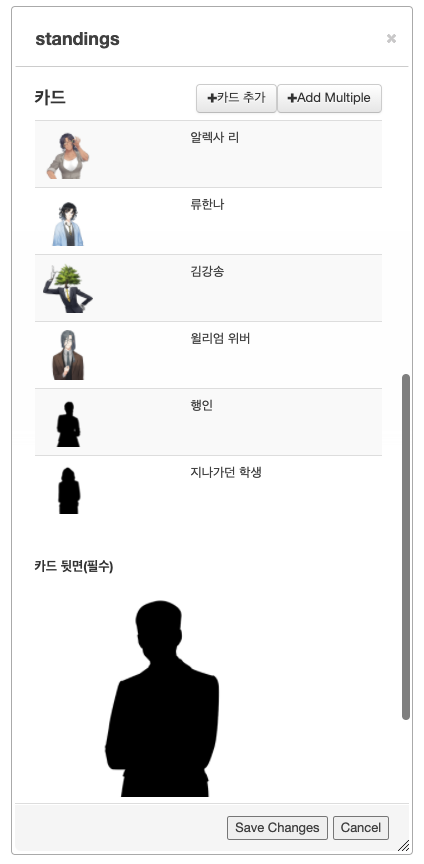 standings
카드
카드 추가
Add Multiple
알렉사 리
류한나
김강송
윌리엄 위버
행인
지나가던 학생
카드 뒷면(필수)
Save Changes
Cancel